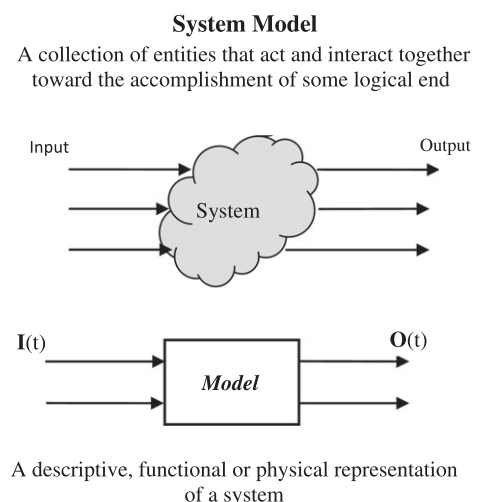 System Model
A collection of entities that act and interact together
toward the accomplishment of some logical end
Input
Output
System
I(t)
O(t)
Model
A descriptive, functional or physical representation
of a system